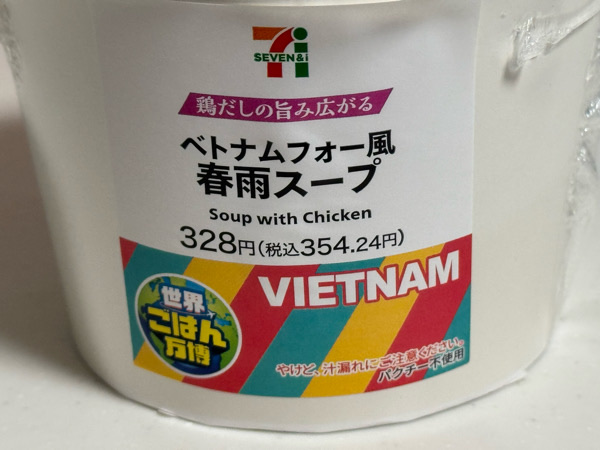 SEVEN&i
鶏だしの旨み広がる
ベトナムフォー風
春雨スープ
Soup with Chicken
328円(税込354.24円)
VIETNAM
世界
ごはん
万博
やけど、汁漏れにご注意ください。
パクチー不使用